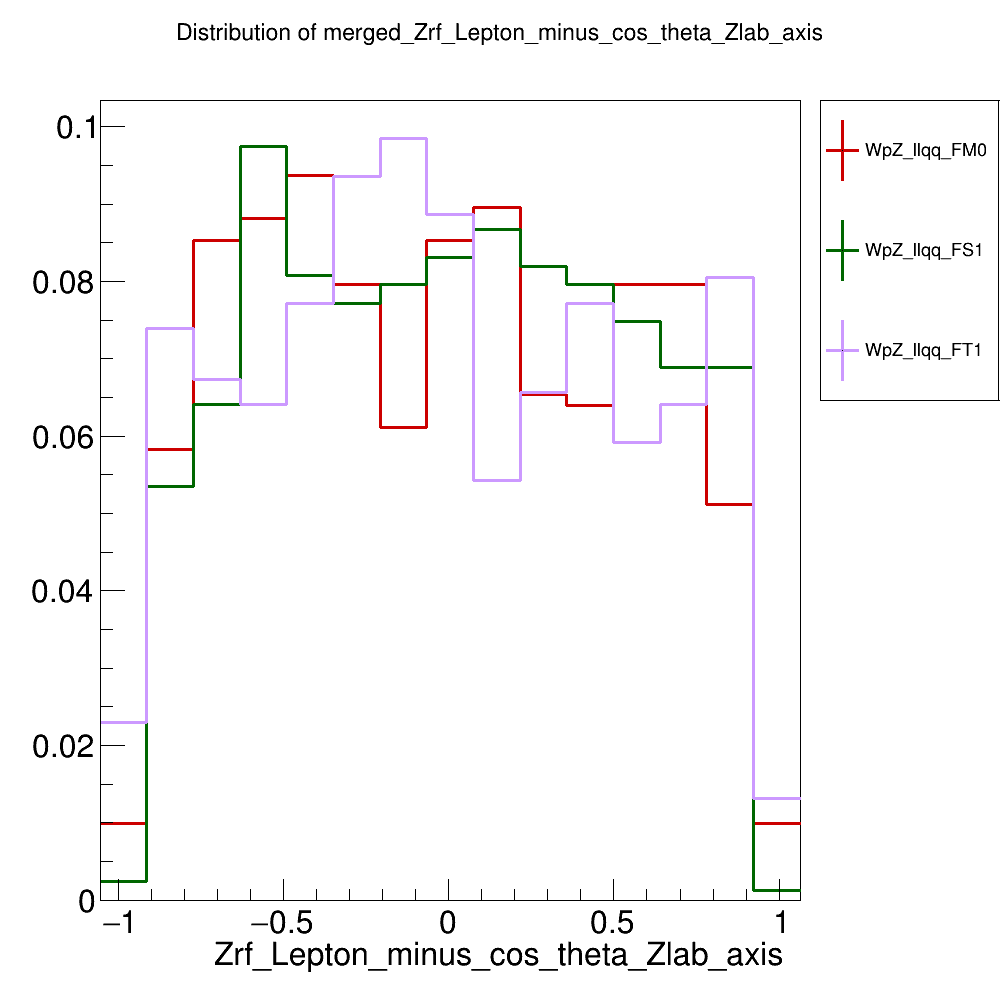 Distribution of merged_Zrf_Lepton_minus_cos_theta_Zlab_axis
0.1
0.08
0.06
0.04
0.02
0
−1
−0.5
0
0.5
1
Zrf_Lepton_minus_cos_theta_Zlab_axis
WpZ_llqq_FM0
WpZ_llqq_FS1
WpZ_llqq_FT1